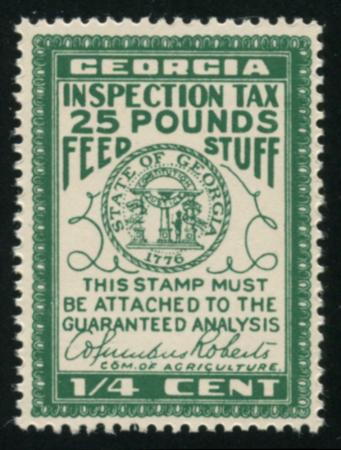 GEORGIA
INSPECTION TAX
25 POUNDS
FEED STUFF
STATE OF GEORGIA
CONSTITUTION
1776
THIS STAMP MUST
BE ATTACHED TO THE
GUARANTEED ANALYSIS
Columbus Roberts
COM. OF AGRICULTURE
1/4 CENT